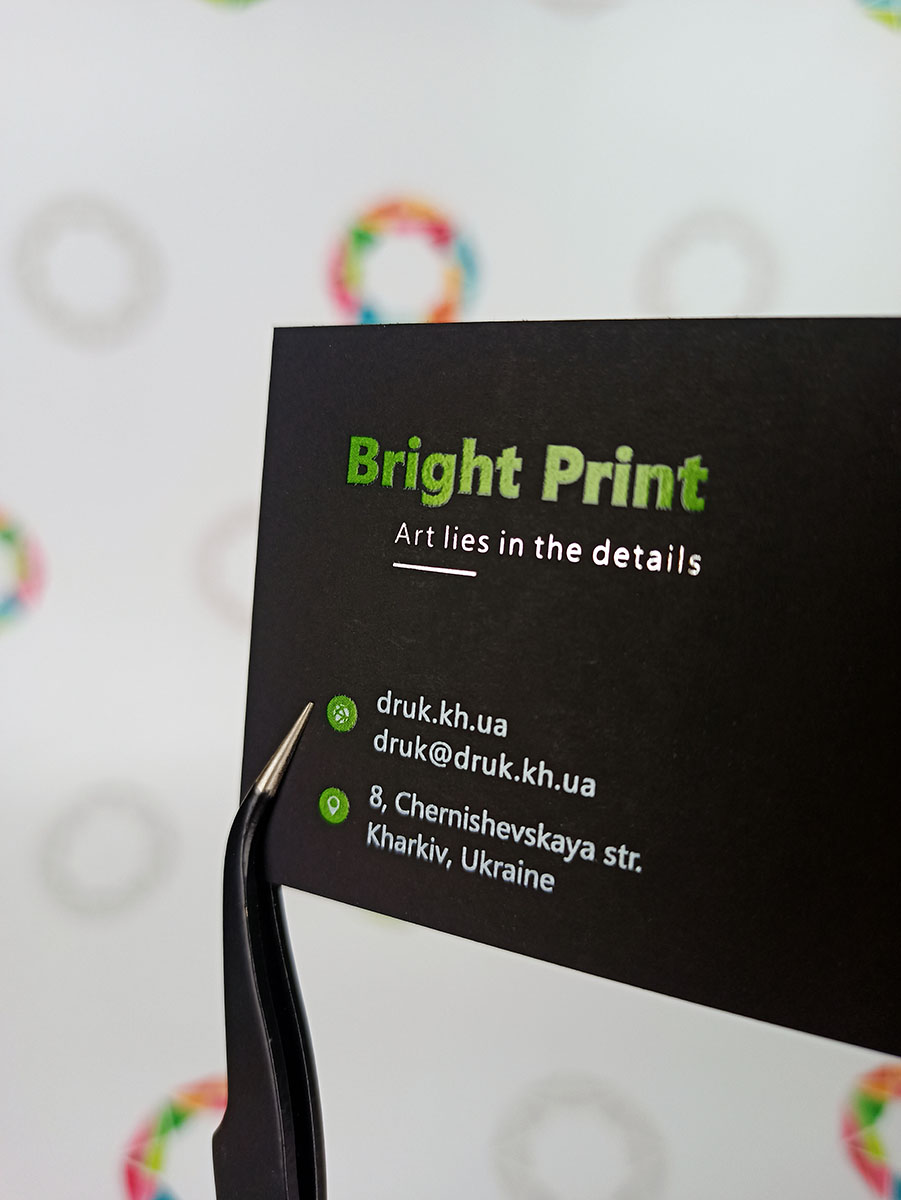 Bright Print
Art lies in the details
druk.kh.ua
druk@druk.kh.ua
8, Chernishevskaya str.
Kharkiv, Ukraine